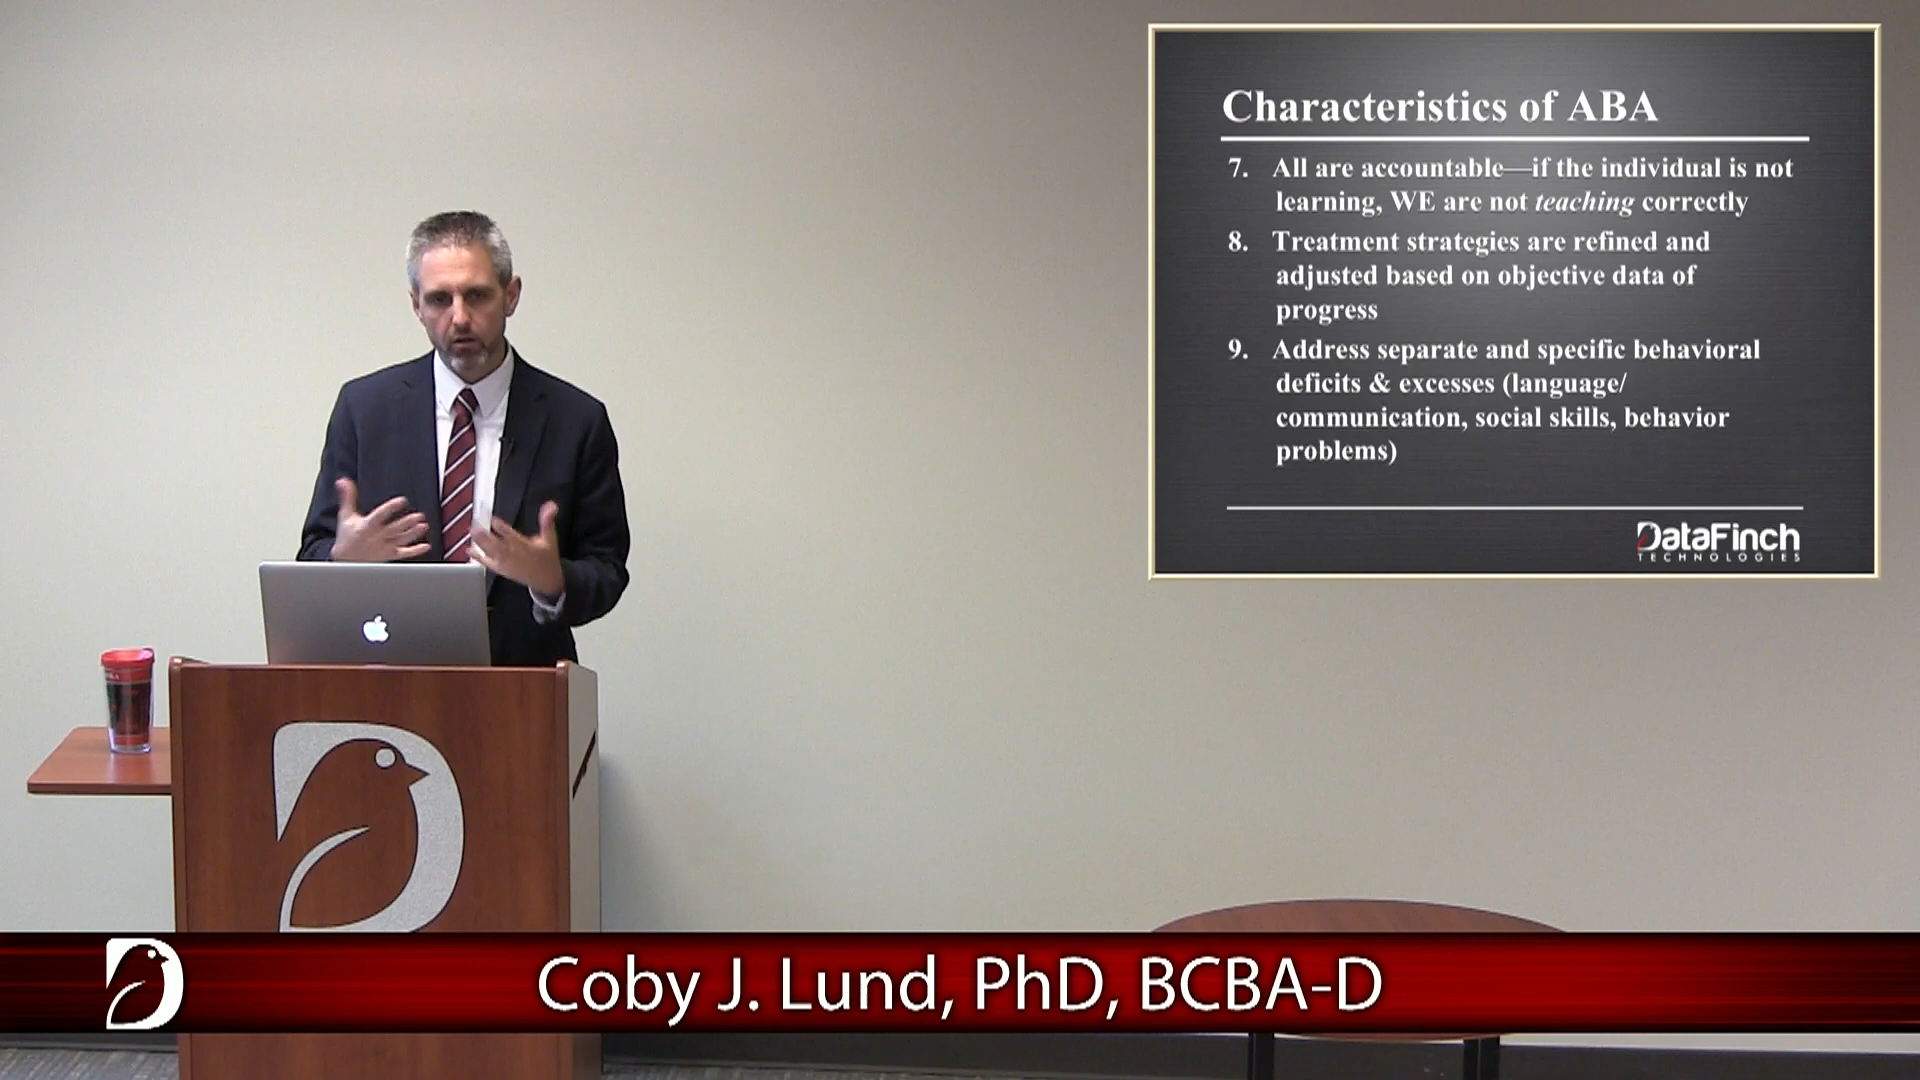 Characteristics of ABA
7. All are accountable—if the individual is not
learning, WE are not teaching correctly
8. Treatment strategies are refined and
adjusted based on objective data of
progress
9. Address separate and specific behavioral
deficits & excesses (language/
communication, social skills, behavior
problems)
DataFinch
TECHNOLOGIES
Coby J. Lund, PhD, BCBA-D